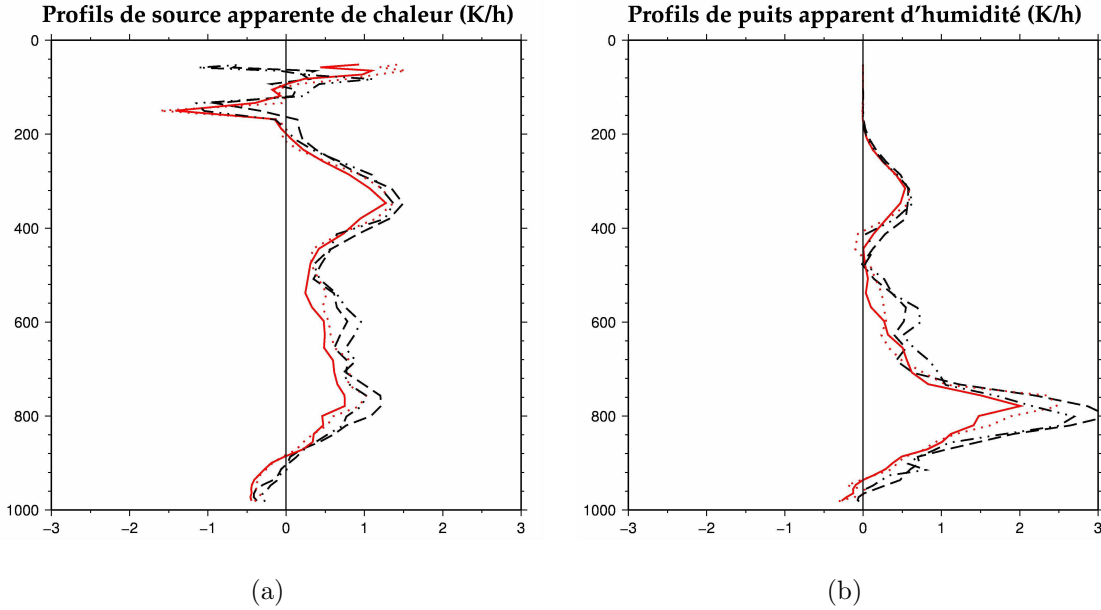 Profils de source apparente de chaleur (K/h)
0
200
400
600
800
1000
−3 −2 −1 0 1 2 3
(a)
Profils de puits apparent d’humidité (K/h)
0
200
400
600
800
1000
−3 −2 −1 0 1 2 3
(b)